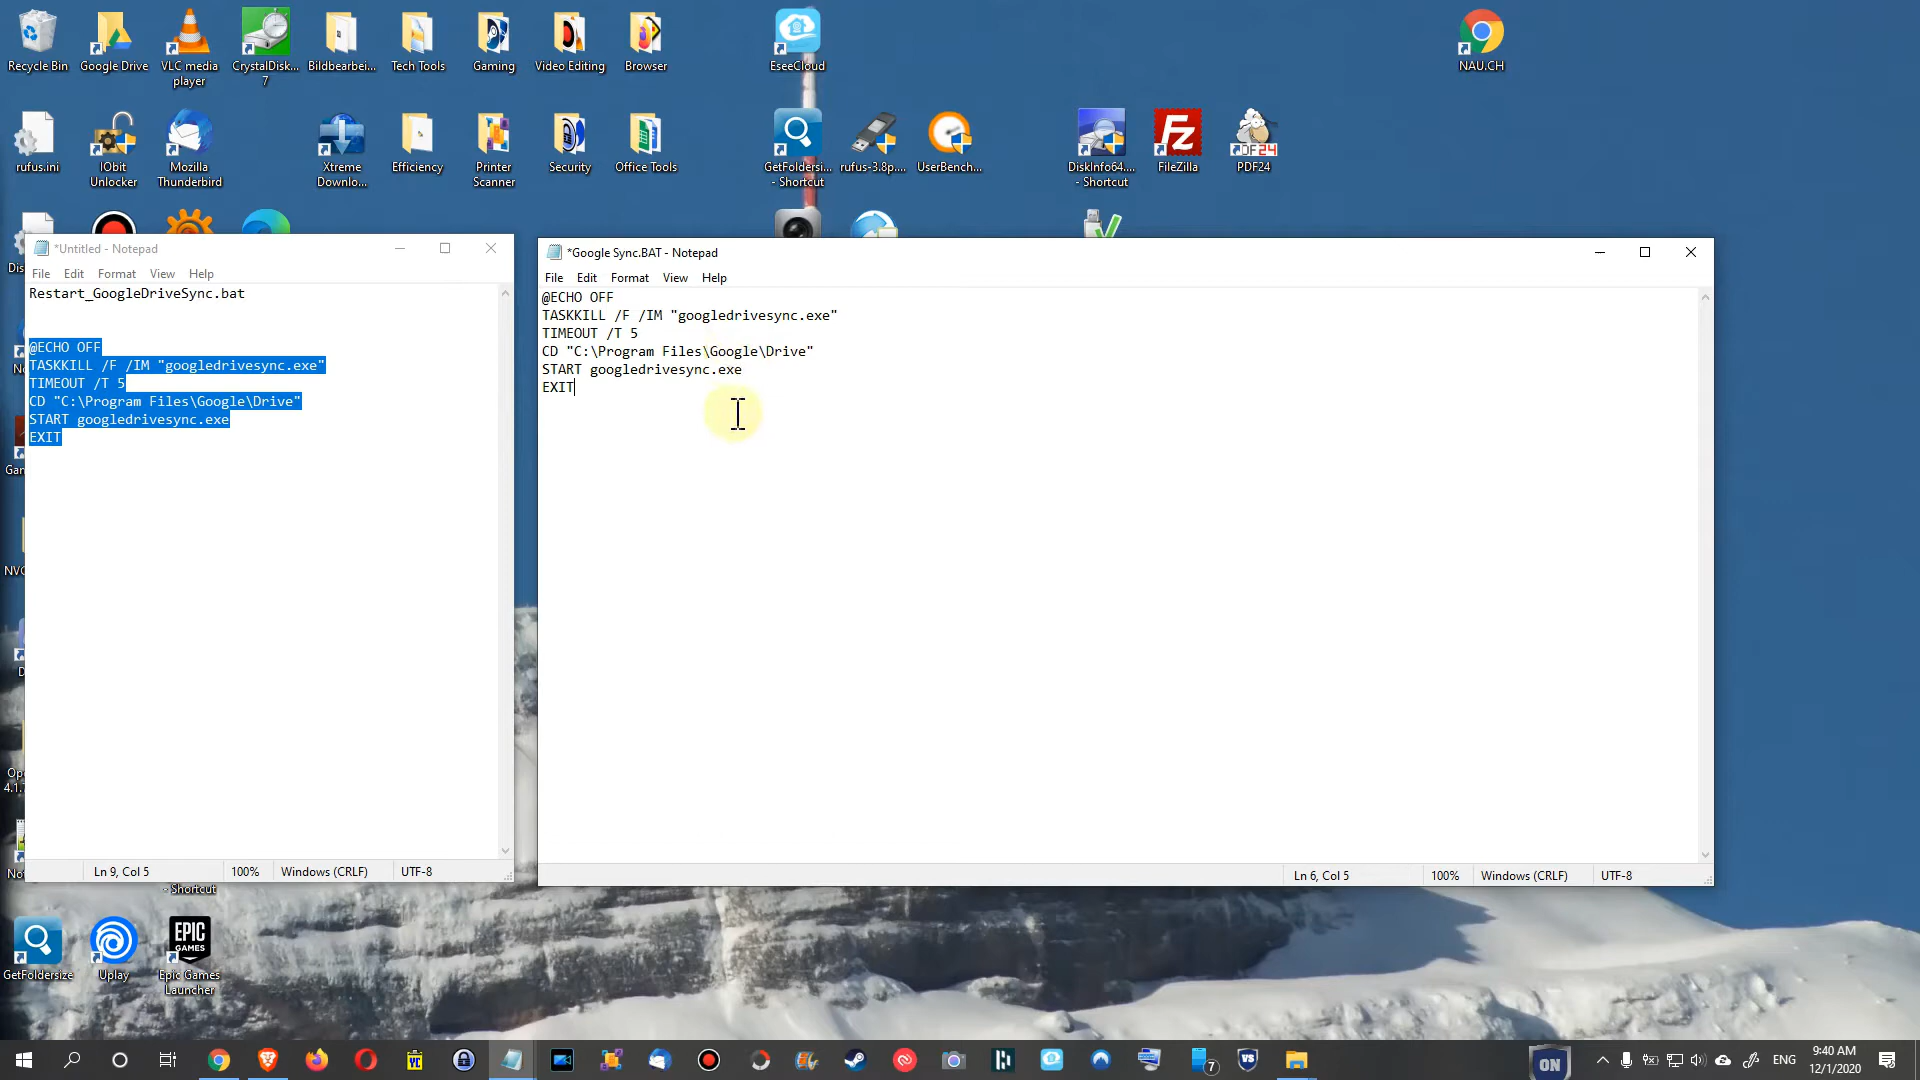 Recycle Bin
Google Drive
VLC media player
CrystalDisk... 7
Bildbearbei...
Tech Tools
Gaming
Video Editing
Browser
EseeCloud
NAU.CH
rufus.ini
IObit Unlocker
Mozilla Thunderbird
Xtreme Downlo...
Efficiency
Printer Scanner
Security
Office Tools
GetFoldersi... - Shortcut
rufus-3.8p...
UserBench...
DiskInfo64... - Shortcut
FileZilla
PDF24
*Untitled - Notepad
File Edit Format View Help
Restart_GoogleDriveSync.bat
@ECHO OFF
TASKKILL /F /IM "googledrivesync.exe"
TIMEOUT /T 5
CD "C:\Program Files\Google\Drive"
START googledrivesync.exe
EXIT
Ln 9, Col 5 100% Windows (CRLF) UTF-8
*Google Sync.BAT - Notepad
File Edit Format View Help
@ECHO OFF
TASKKILL /F /IM "googledrivesync.exe"
TIMEOUT /T 5
CD "C:\Program Files\Google\Drive"
START googledrivesync.exe
EXIT
Ln 6, Col 5 100% Windows (CRLF) UTF-8
- Shortcut
GetFoldersize
Uplay
EPIC GAMES
Epic Games Launcher
7
VS
ON
ENG
9:40 AM
12/1/2020